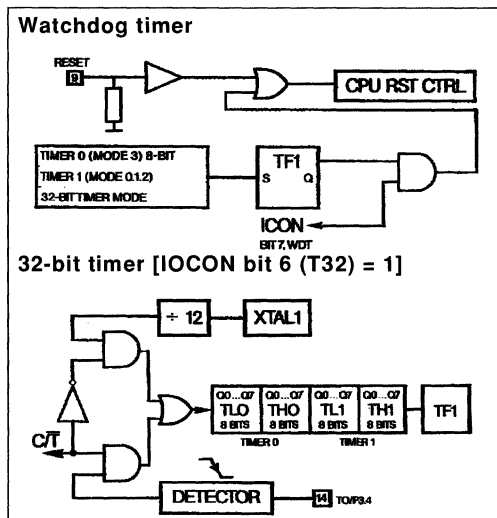 Watchdog timer
RESET
9
CPU RST CTRL
TIMER 0 (MODE 3) 8-BIT
TIMER 1 (MODE 0.1.2)
32-BIT TIMER MODE
TF1
S Q
ICON
BIT 7, WDT
32-bit timer [IOCON bit 6 (T32) = 1]
÷ 12
XTAL1
C/T̅
Q0...Q7 Q0...Q7 Q0...Q7 Q0...Q7
TL0 TH0 TL1 TH1
8 BITS 8 BITS 8 BITS 8 BITS
TF1
TIMER 0 TIMER 1
DETECTOR
14
TO/P3.4